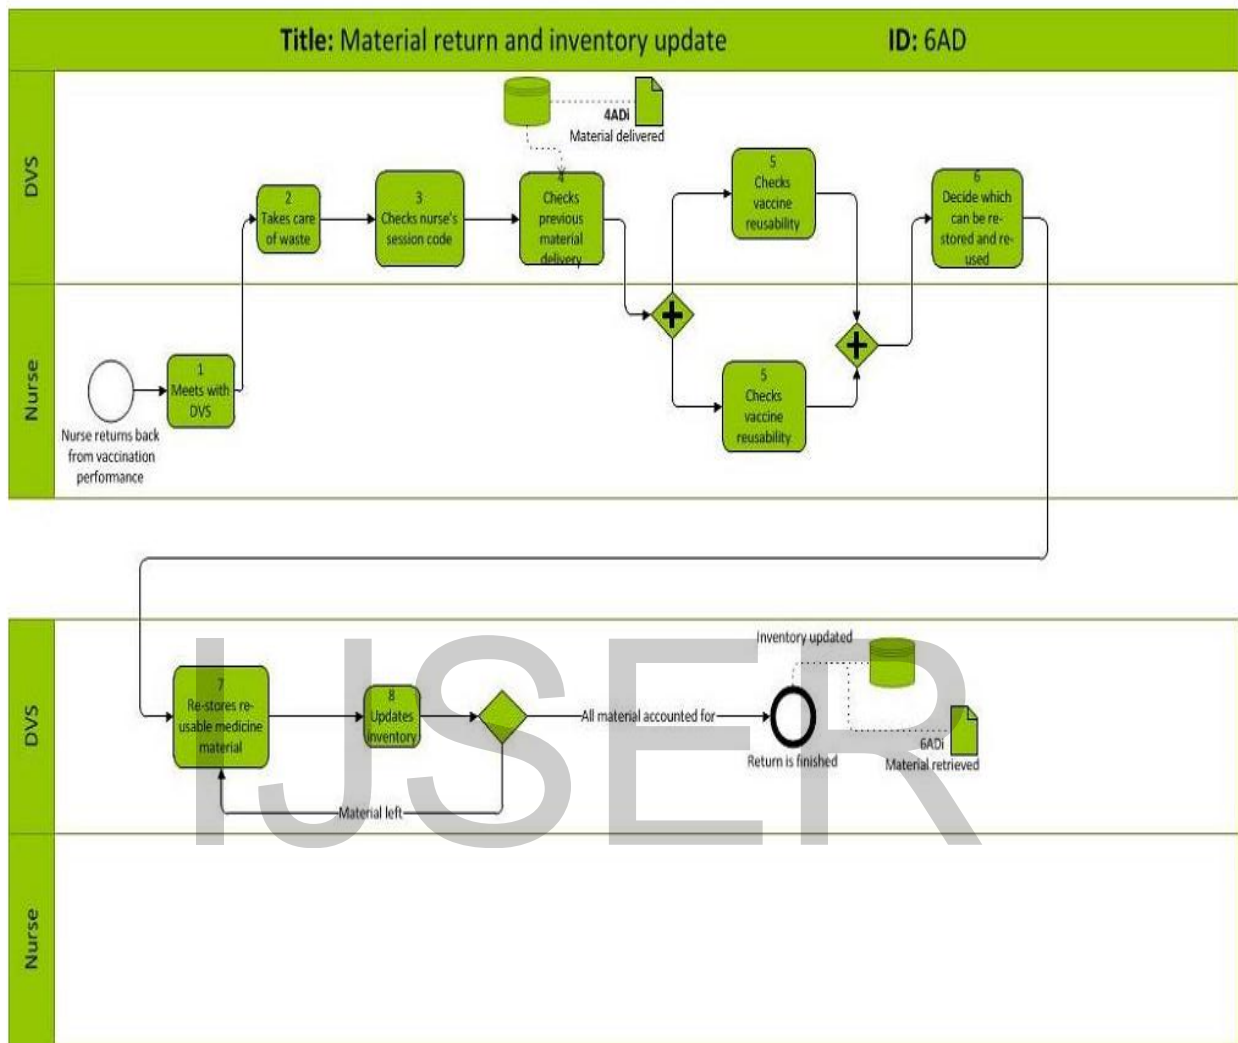 Title: Material return and inventory update
ID: 6AD
DVS
4ADi
Material delivered
2
Takes care
of waste
3
Checks nurse's
session code
4
Checks
previous
material
delivery
5
Checks
vaccine
reusability
6
Decide which
can be re-
stored and re-
used
Nurse
Nurse returns back
from vaccination
performance
1
Meets with
DVS
5
Checks
vaccine
reusability
DVS
7
Re-stores re-
usable medicine
material
8
Updates
inventory
All material accounted for
Material left
Inventory updated
Return is finished
6ADi
Material retrieved
IJSER
Nurse